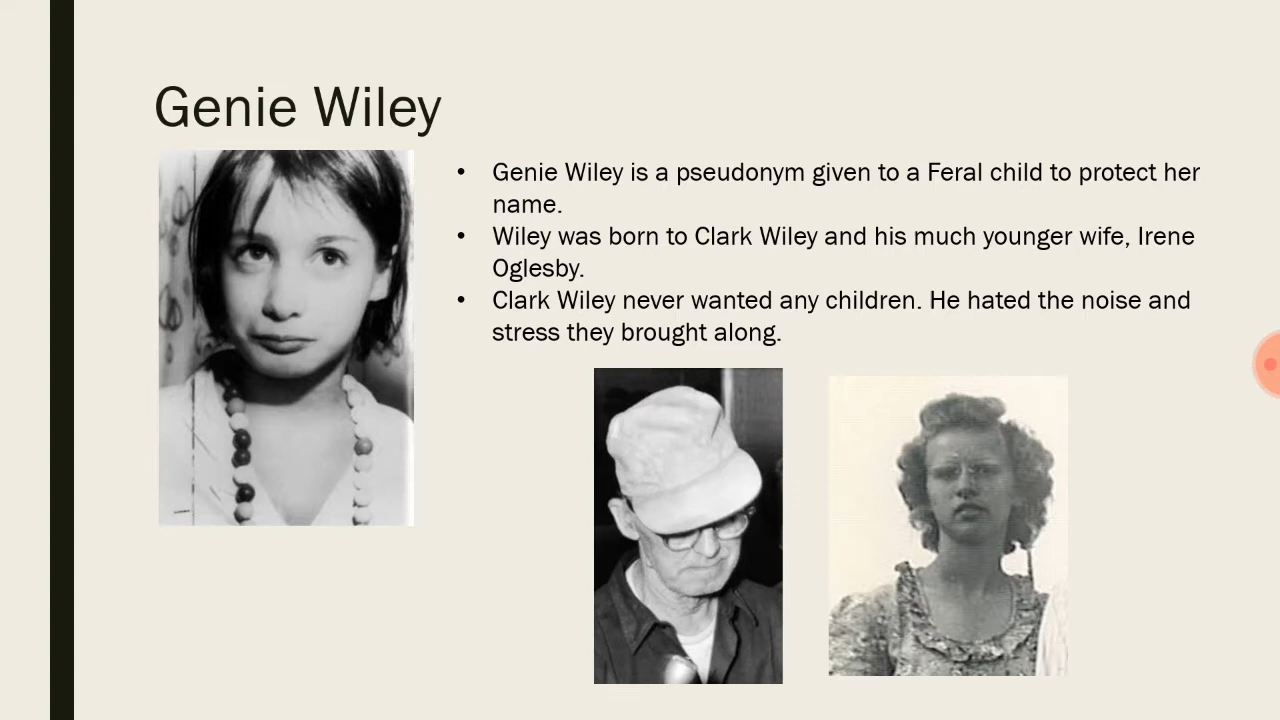 Genie Wiley
• Genie Wiley is a pseudonym given to a Feral child to protect her
name.
• Wiley was born to Clark Wiley and his much younger wife, Irene
Oglesby.
• Clark Wiley never wanted any children. He hated the noise and
stress they brought along.